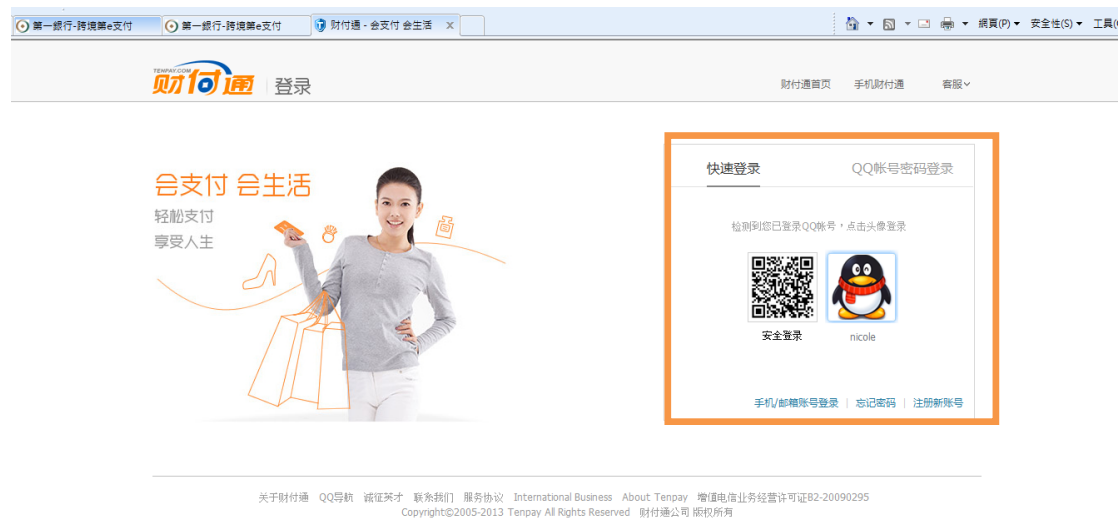 第一銀行-跨境第e支付 第一銀行-跨境第e支付 财付通 - 会支付 会生活 x 網頁(P) 安全性(S) 工具(
TENPAY.COM
财付通 登录 财付通首页 手机财付通 客服
快速登录 QQ帐号密码登录
会支付 会生活
轻松支付
享受人生
检测到您已登录QQ帐号,点击头像登录
安全登录 nicole
手机/邮箱账号登录 | 忘记密码 | 注册新账号
关于财付通 QQ导航 诚征英才 联系我们 服务协议 International Business About Tenpay 增值电信业务经营许可证B2-20090295
Copyright©2005-2013 Tenpay All Rights Reserved 财付通公司 版权所有